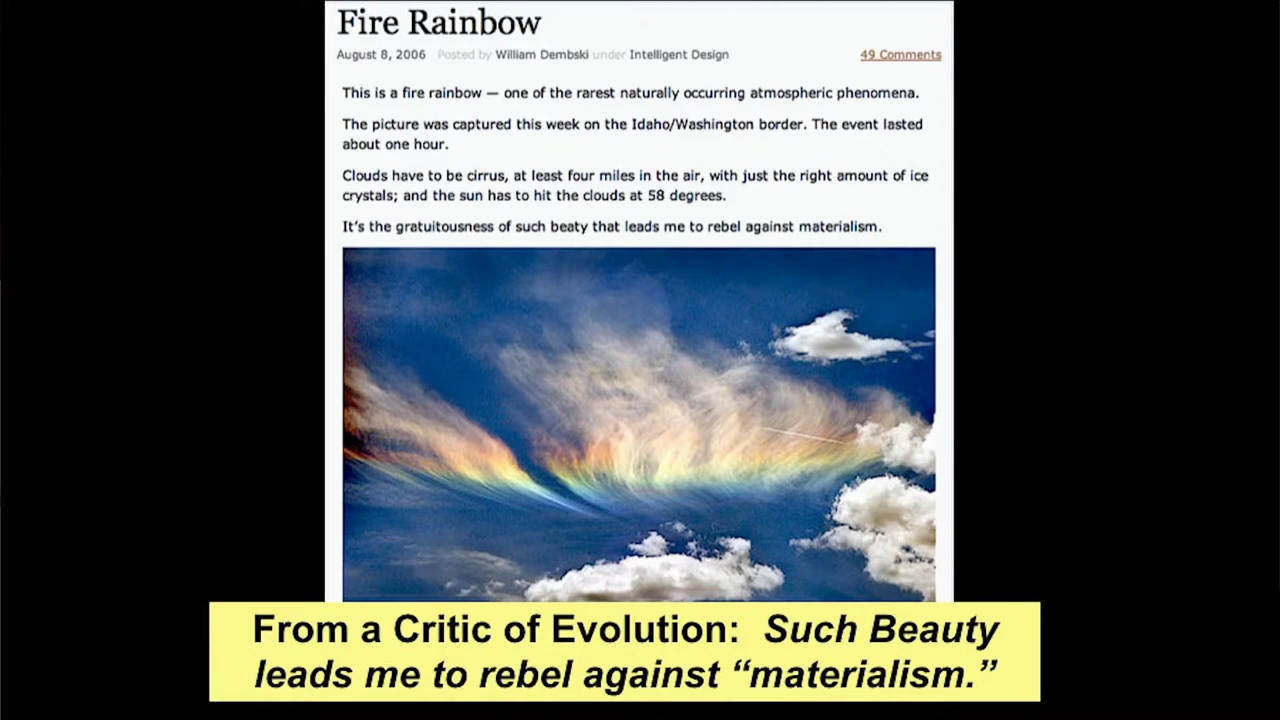 Fire Rainbow
August 8, 2006 Posted by William Dembski under Intelligent Design 49 Comments
This is a fire rainbow — one of the rarest naturally occurring atmospheric phenomena.
The picture was captured this week on the Idaho/Washington border. The event lasted
about one hour.
Clouds have to be cirrus, at least four miles in the air, with just the right amount of ice
crystals; and the sun has to hit the clouds at 58 degrees.
It’s the gratuitousness of such beaty that leads me to rebel against materialism.
From a Critic of Evolution: Such Beauty
leads me to rebel against “materialism.”